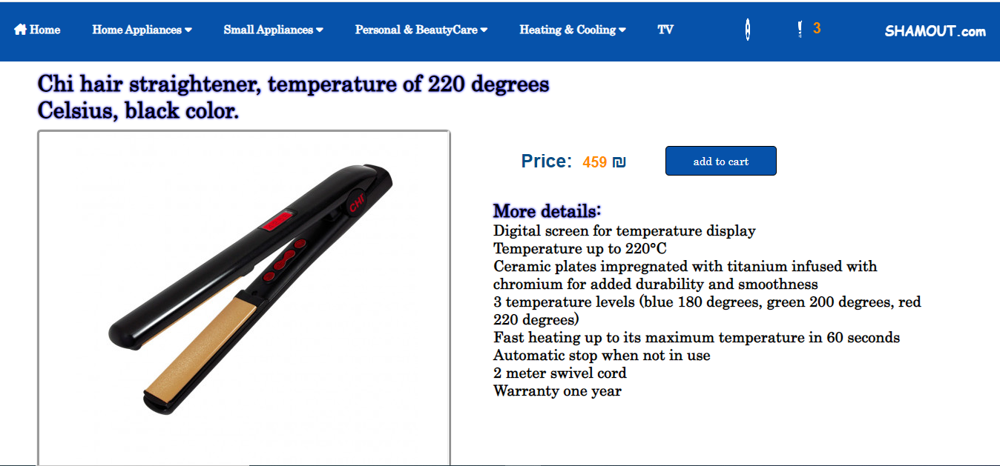 Home Home Appliances Small Appliances Personal & BeautyCare Heating & Cooling TV 3 SHAMOUT.com
Chi hair straightener, temperature of 220 degrees
Celsius, black color.
CHI
Price: 459 ₪ add to cart
More details:
Digital screen for temperature display
Temperature up to 220°C
Ceramic plates impregnated with titanium infused with
chromium for added durability and smoothness
3 temperature levels (blue 180 degrees, green 200 degrees, red
220 degrees)
Fast heating up to its maximum temperature in 60 seconds
Automatic stop when not in use
2 meter swivel cord
Warranty one year